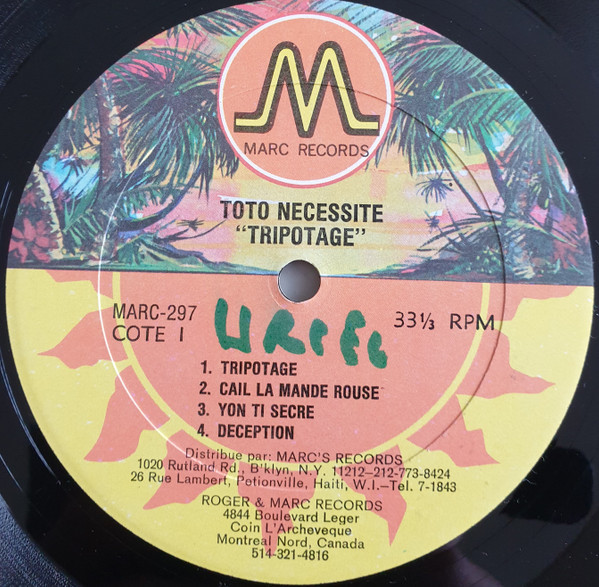 M
MARC RECORDS
TOTO NECESSITE
"TRIPOTAGE"
MARC-297
COTE I
33⅓ RPM
1. TRIPOTAGE
2. CAIL LA MANDE ROUSE
3. YON TI SECRE
4. DECEPTION
Distribue par: MARC'S RECORDS
1020 Rutland Rd., B'klyn, N.Y. 11212-212-773-8424
26 Rue Lambert, Petionville, Haiti, W.I.-Tel. 7-1843
ROGER & MARC RECORDS
4844 Boulevard Leger
Coin L'Archeveque
Montreal Nord, Canada
514-321-4816